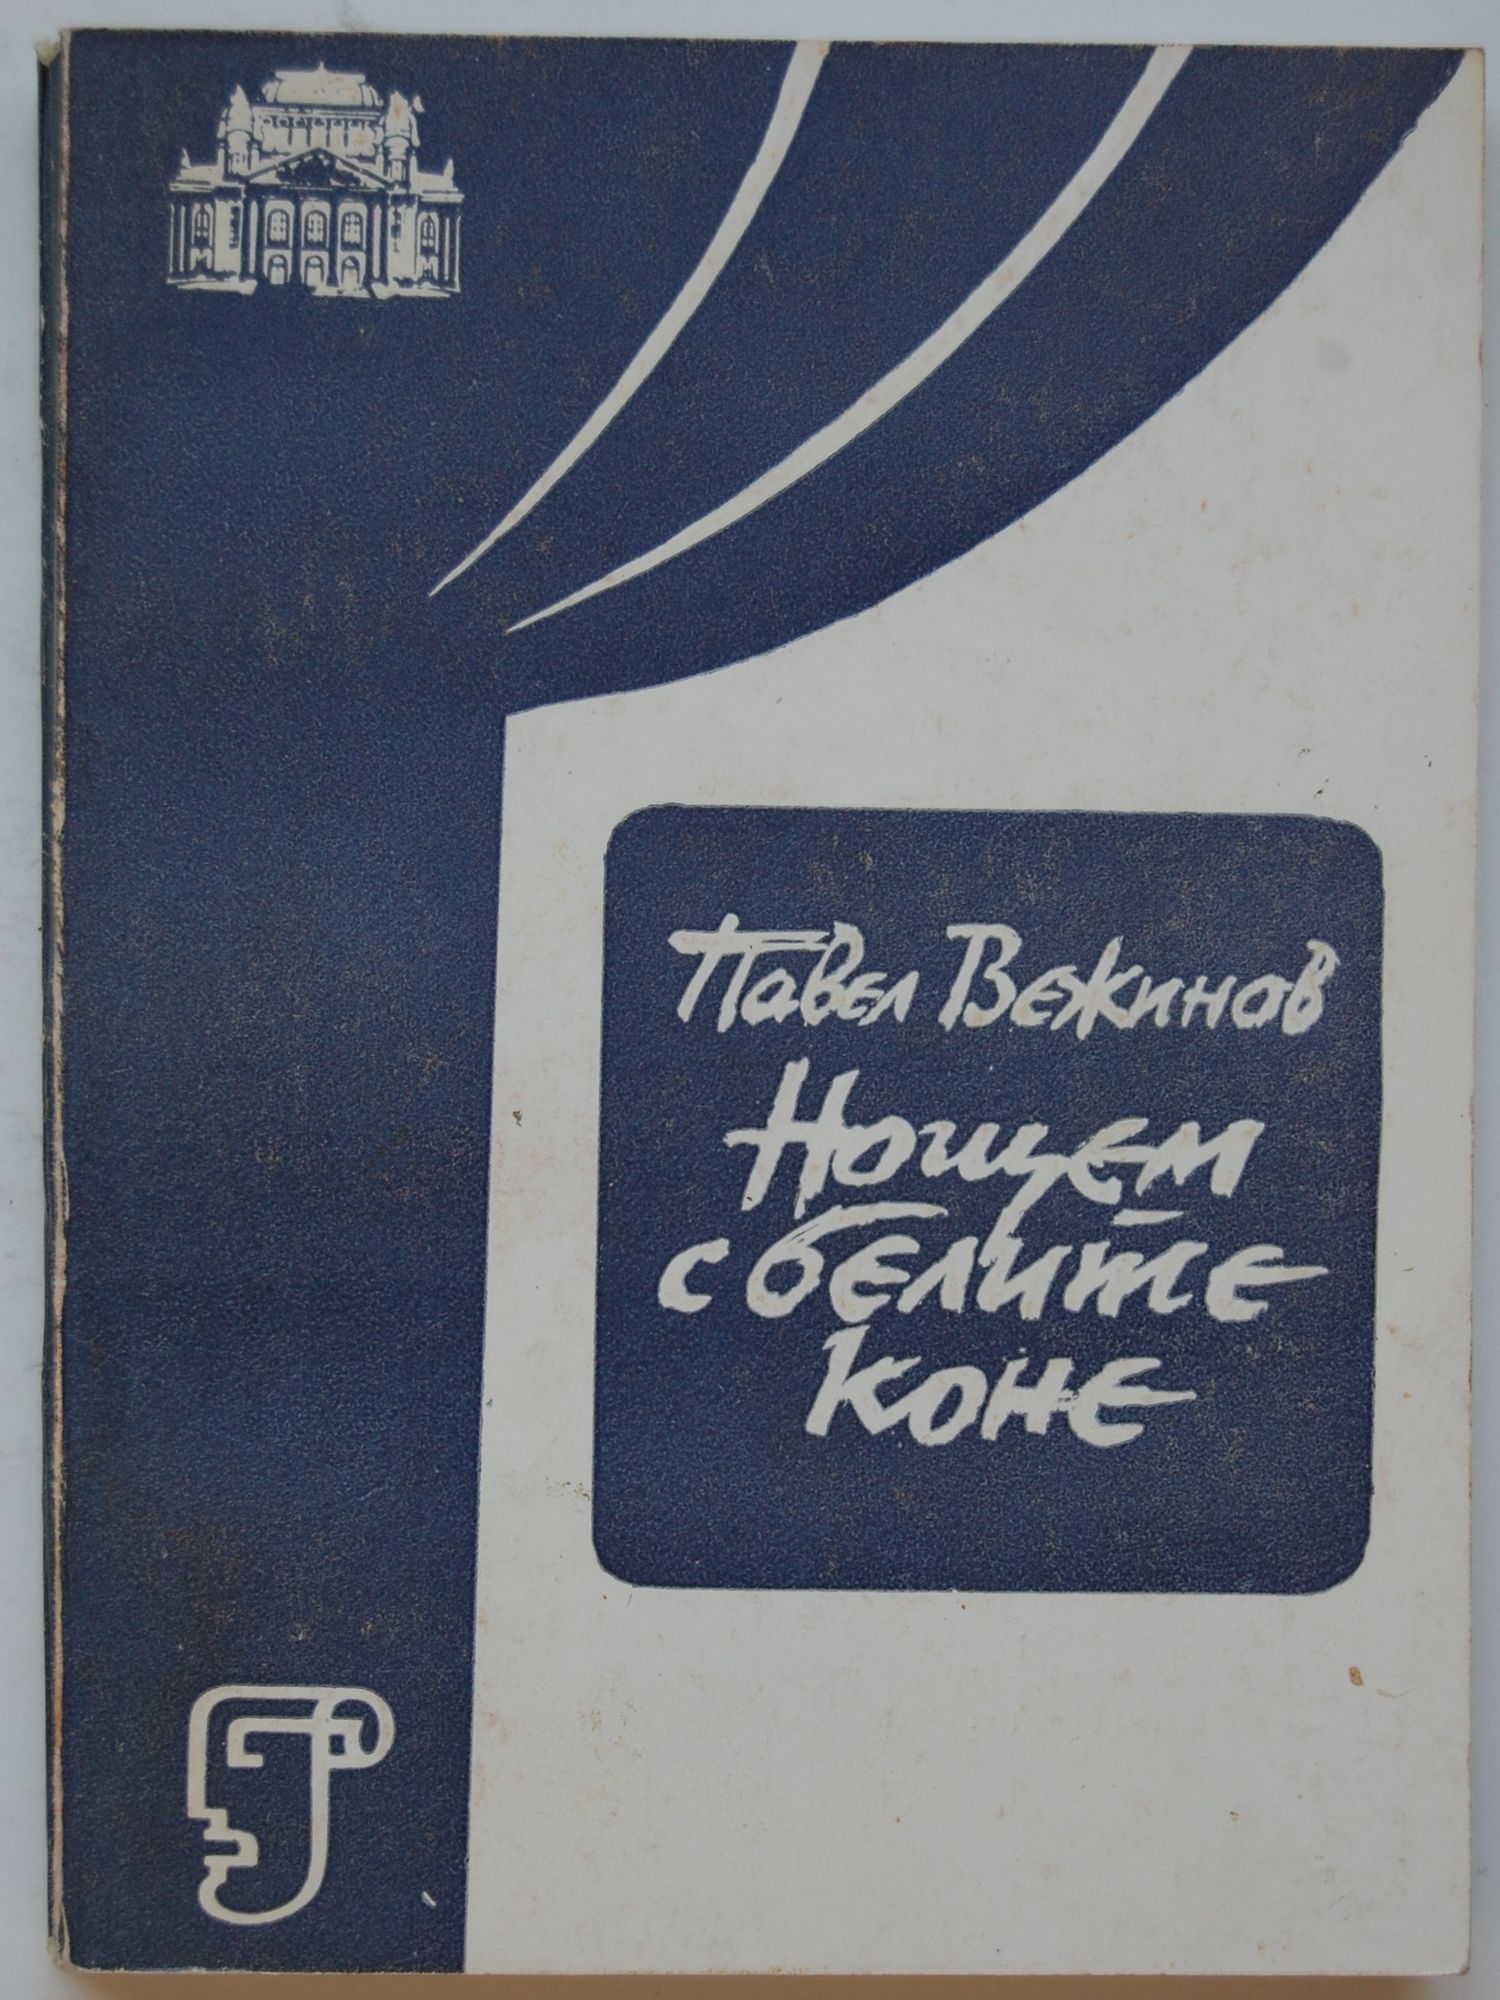 Павел Вежинов
Нощем
с белите
коне